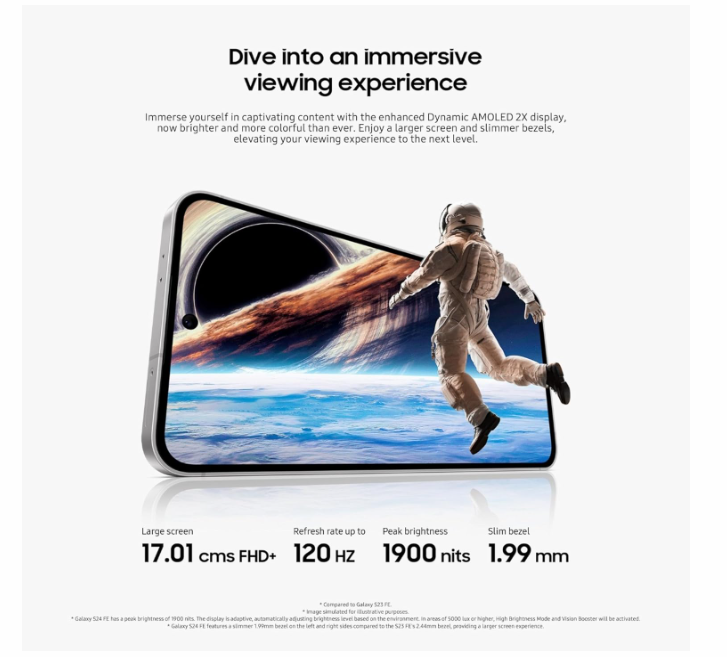 Dive into an immersive
viewing experience
Immerse yourself in captivating content with the enhanced Dynamic AMOLED 2X display,
now brighter and more colorful than ever. Enjoy a larger screen and slimmer bezels,
elevating your viewing experience to the next level.
Large screen
17.01 cms FHD+
Refresh rate up to
120 HZ
Peak brightness
1900 nits
Slim bezel
1.99 mm
* Compared to Galaxy S23 FE.
* Image simulated for illustrative purposes.
* Galaxy S24 FE has a peak brightness of 1900 nits. The display is adaptive, automatically adjusting brightness level based on the environment. In areas of 5000 lux or higher, High Brightness Mode and Vision Booster will be activated.
* Galaxy S24 FE features a slimmer 1.99mm bezel on the left and right sides compared to the S23 FE's 2.44mm bezel, providing a larger screen experience.